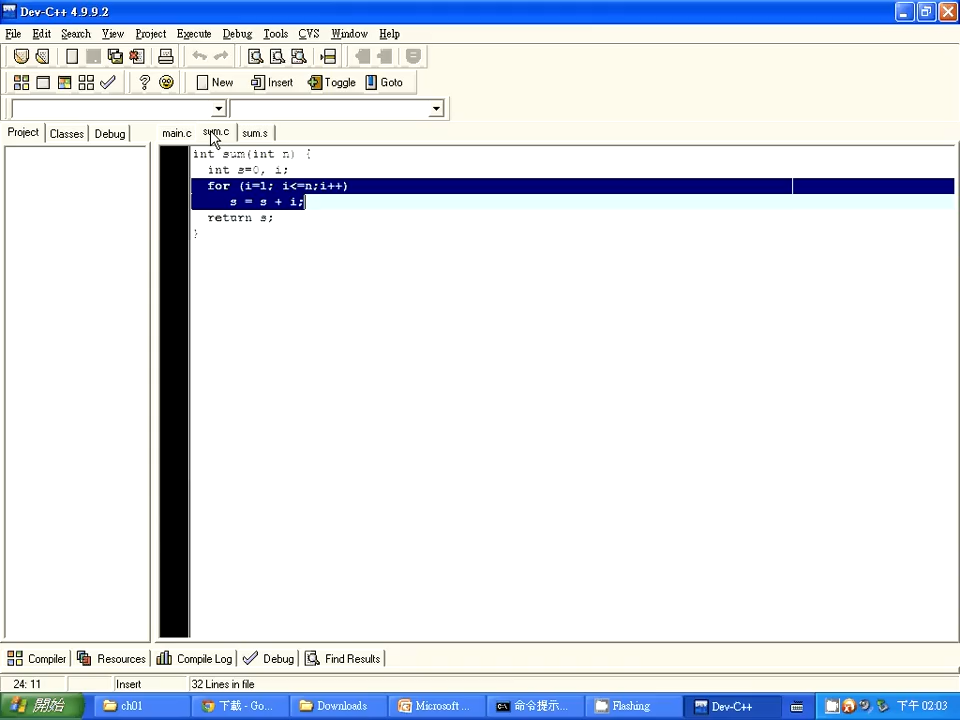 Dev-C++ 4.9.9.2
File Edit Search View Project Execute Debug Tools CVS Window Help
New Insert Toggle Goto
Project Classes Debug
main.c sum.c sum.s
int sum(int n) {
int s=0, i;
for (i=1; i<=n;i++)
s = s + i;
return s;
}
Compiler Resources Compile Log Debug Find Results
24: 11 Insert 32 Lines in file
開始 ch01 下載 - Go... Downloads Microsoft ... 命令提示... Flashing Dev-C++ 下午 02:03